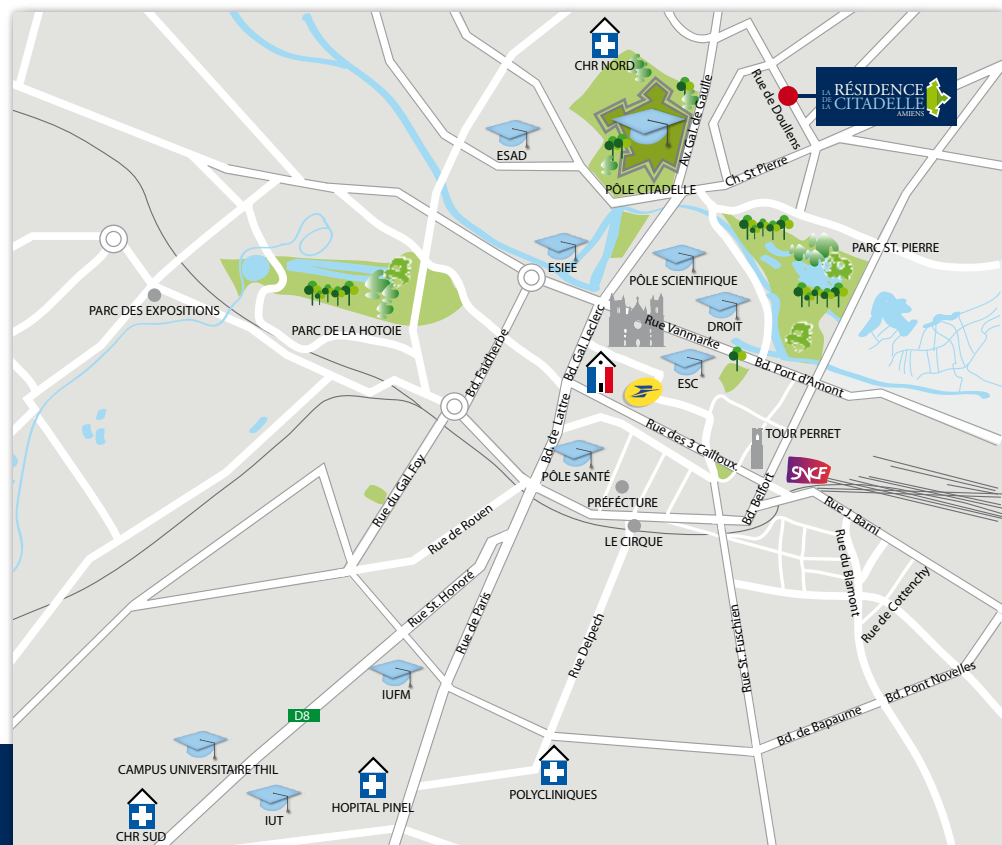 CHR NORD
Rue de Doullens
LA RÉSIDENCE
DE LA CITADELLE
AMIENS
Av. Gal. de Gaulle
ESAD
Ch. St Pierre
PÔLE CITADELLE
PARC ST. PIERRE
ESIEE
PÔLE SCIENTIFIQUE
PARC DES EXPOSITIONS
PARC DE LA HOTOIE
DROIT
Rue Vanmarke
Bd. Gal. Leclerc
Bd. Faidherbe
Bd. Port d'Amont
ESC
Bd. de Lattre
Rue des 3 Cailloux.
TOUR PERRET
SNCF
PÔLE SANTÉ
PRÉFÉCTURE
Bd. Belfort
Rue du Gal. Foy
Rue de Rouen
LE CIRQUE
Rue J. Barni
Rue du Blamont
Rue de Cottenchy
Rue St. Honoré
Rue de Paris
Rue Delpech
Rue St. Fuschien
IUFM
Bd. Pont Novelles
Bd. de Bapaume
D8
CAMPUS UNIVERSITAIRE THIL
HOPITAL PINEL
POLYCLINIQUES
IUT
CHR SUD